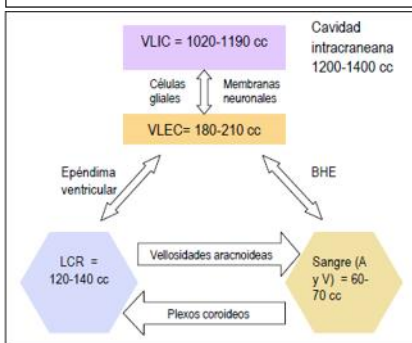 VLIC = 1020-1190 cc
Cavidad
intracraneana
1200-1400 cc
Células
gliales
Membranas
neuronales
VLEC= 180-210 cc
Epéndima
ventricular
BHE
LCR =
120-140 cc
Vellosidades aracnoideas
Sangre (A
y V) = 60-
70 cc
Plexos coroideos